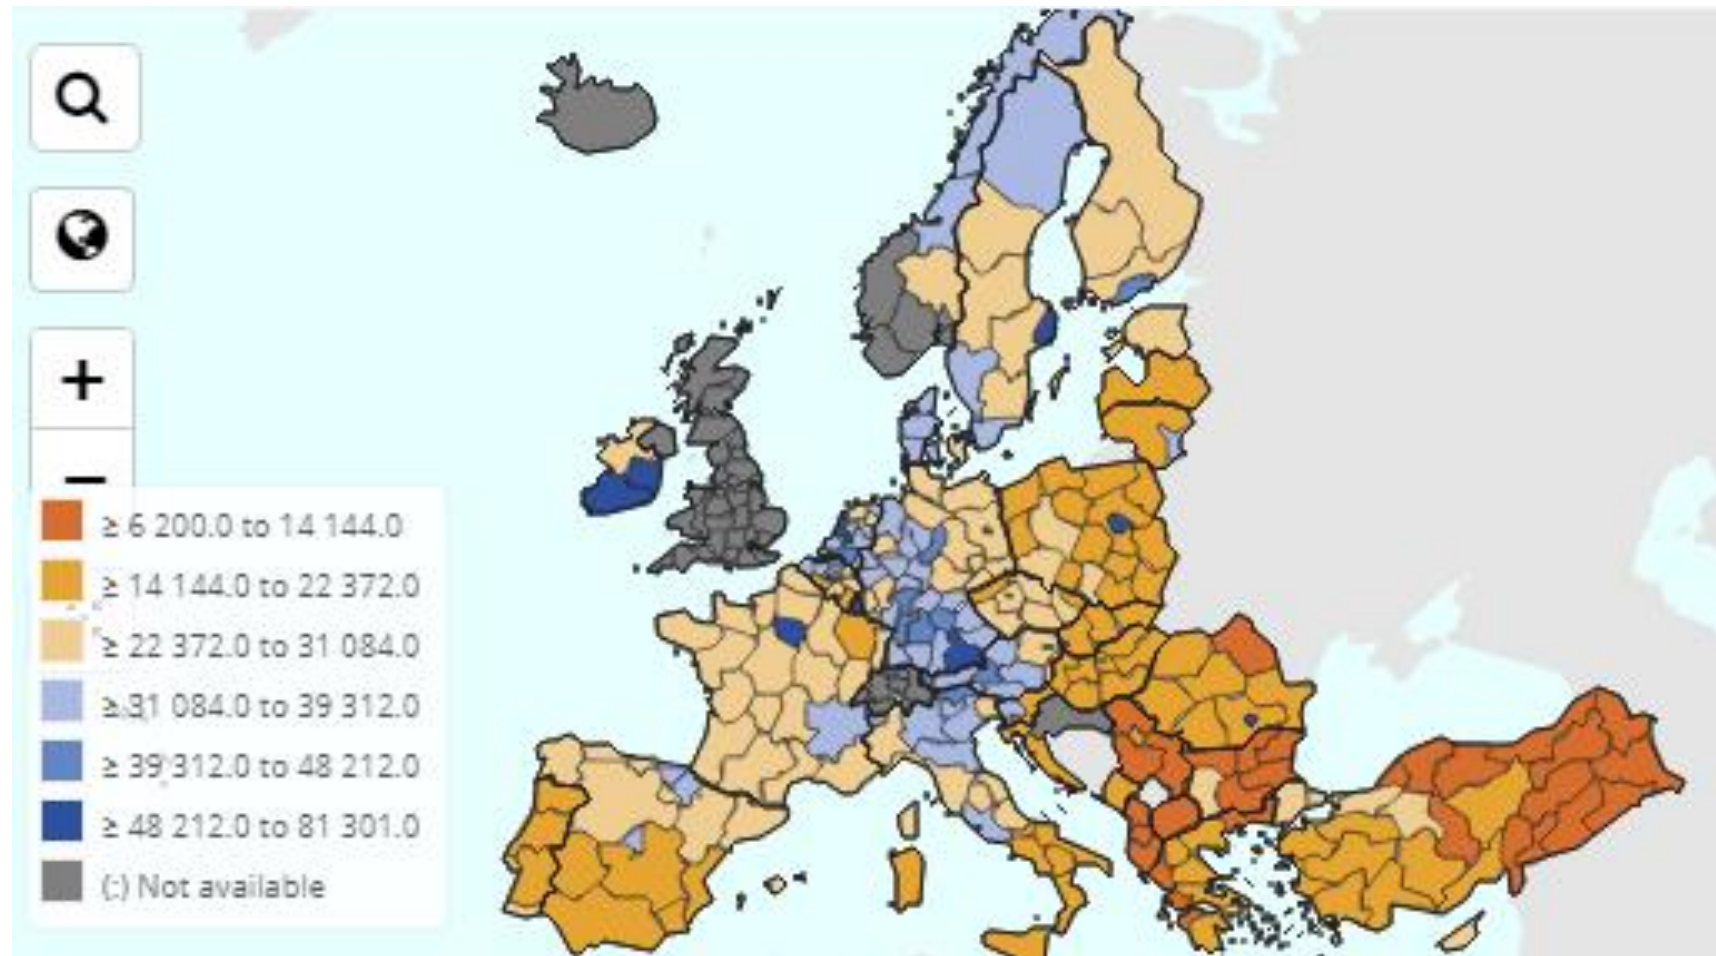 +
−
≥ 6 200.0 to 14 144.0
≥ 14 144.0 to 22 372.0
≥ 22 372.0 to 31 084.0
≥ 31 084.0 to 39 312.0
≥ 39 312.0 to 48 212.0
≥ 48 212.0 to 81 301.0
(:) Not available